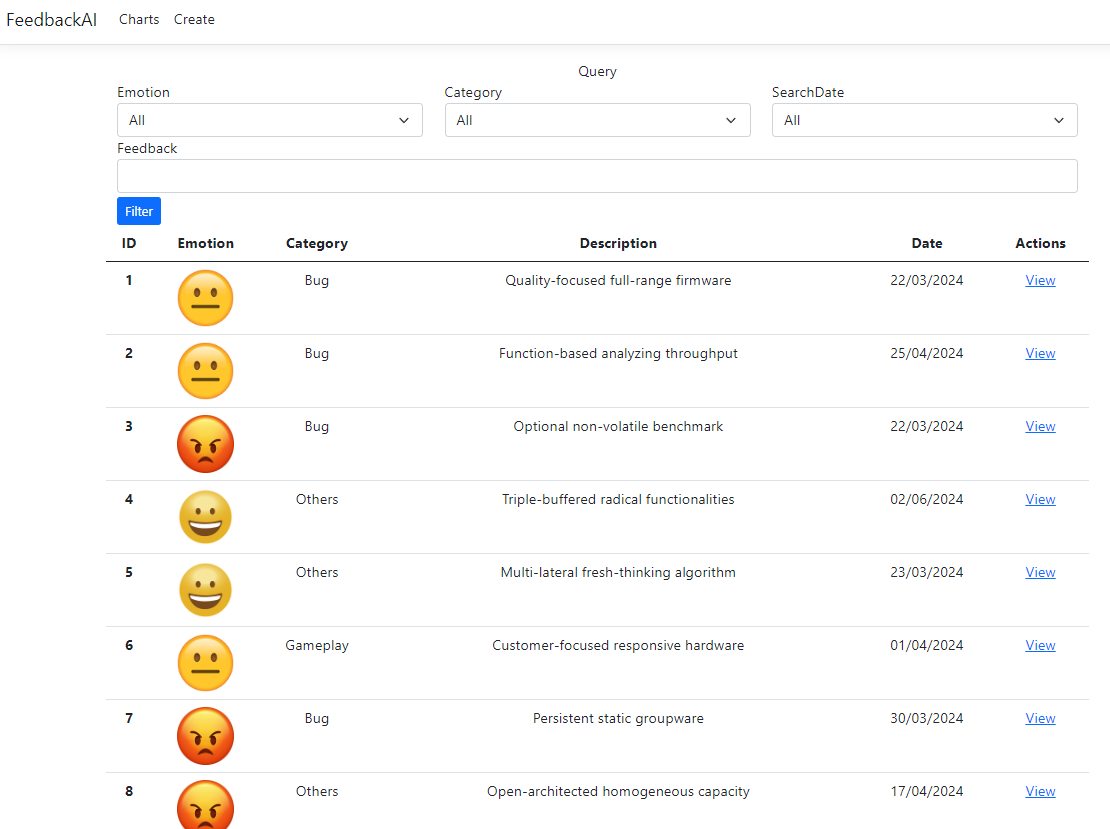 FeedbackAI Charts Create
Query
Emotion Category SearchDate
All All All
Feedback
Filter
ID Emotion Category Description Date Actions
1 Bug Quality-focused full-range firmware 22/03/2024 View
2 Bug Function-based analyzing throughput 25/04/2024 View
3 Bug Optional non-volatile benchmark 22/03/2024 View
4 Others Triple-buffered radical functionalities 02/06/2024 View
5 Others Multi-lateral fresh-thinking algorithm 23/03/2024 View
6 Gameplay Customer-focused responsive hardware 01/04/2024 View
7 Bug Persistent static groupware 30/03/2024 View
8 Others Open-architected homogeneous capacity 17/04/2024 View